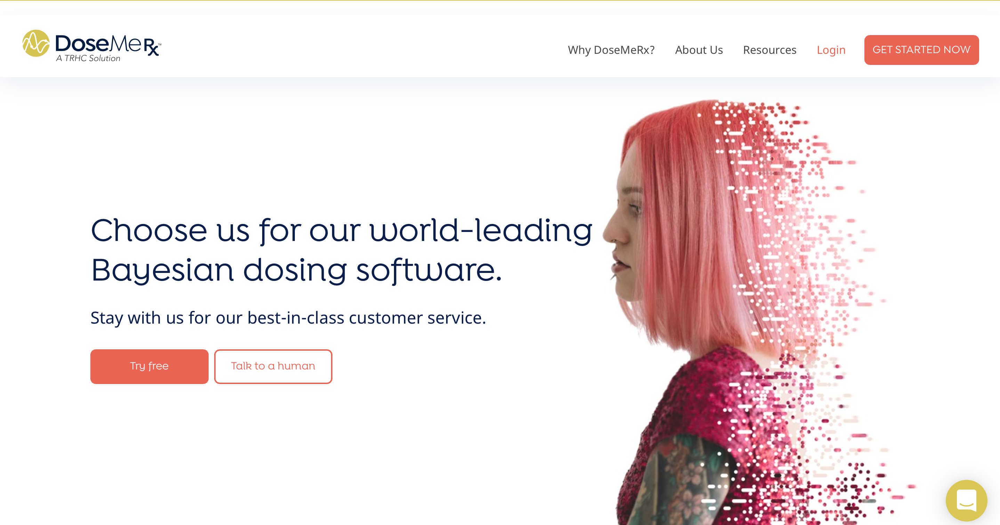 DoseMeRx™
A TRHC Solution
Why DoseMeRx?
About Us
Resources
Login
GET STARTED NOW
Choose us for our world-leading
Bayesian dosing software.
Stay with us for our best-in-class customer service.
Try free
Talk to a human